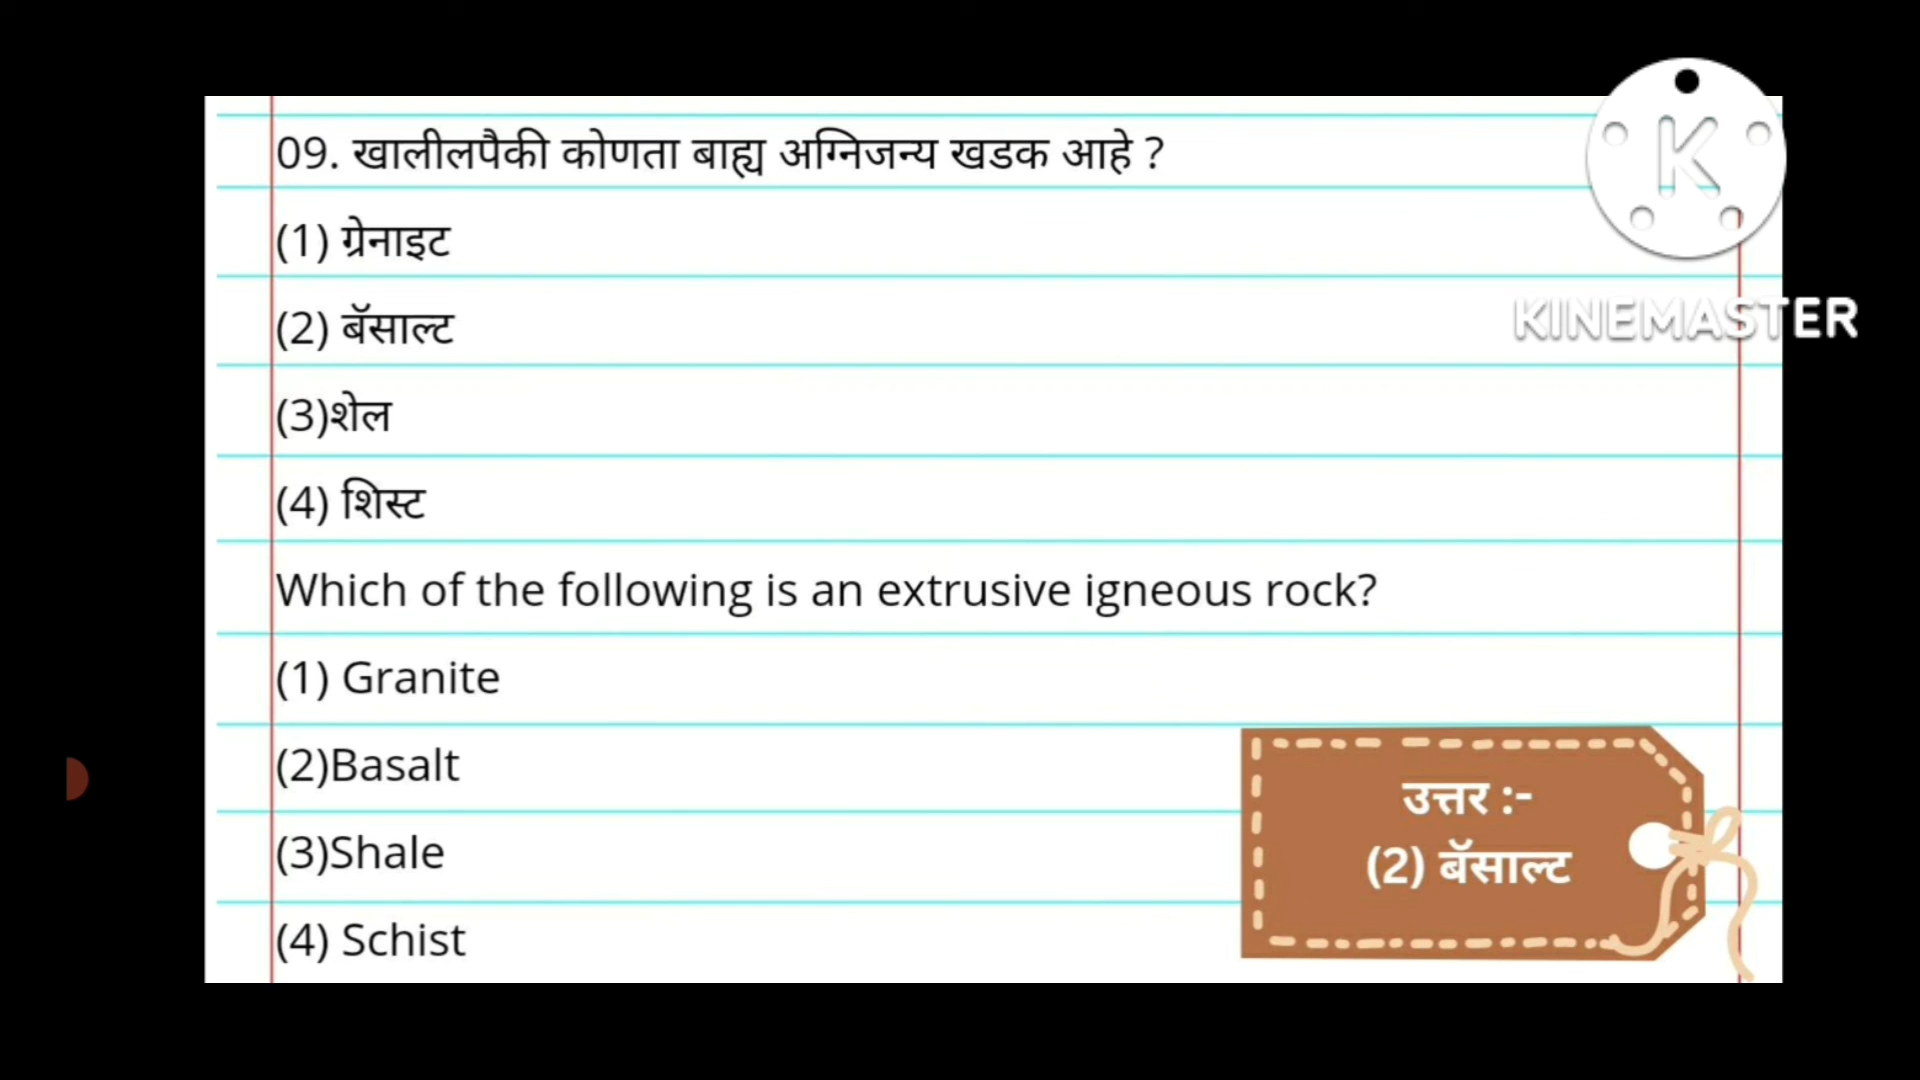 09. खालीलपैकी कोणता बाह्य अग्निजन्य खडक आहे ?
(1) ग्रेनाइट
(2) बॅसाल्ट
(3)शेल
(4) शिस्ट
Which of the following is an extrusive igneous rock?
(1) Granite
(2)Basalt
(3)Shale
(4) Schist
उत्तर :-
(2) बॅसाल्ट
K
KINEMASTER